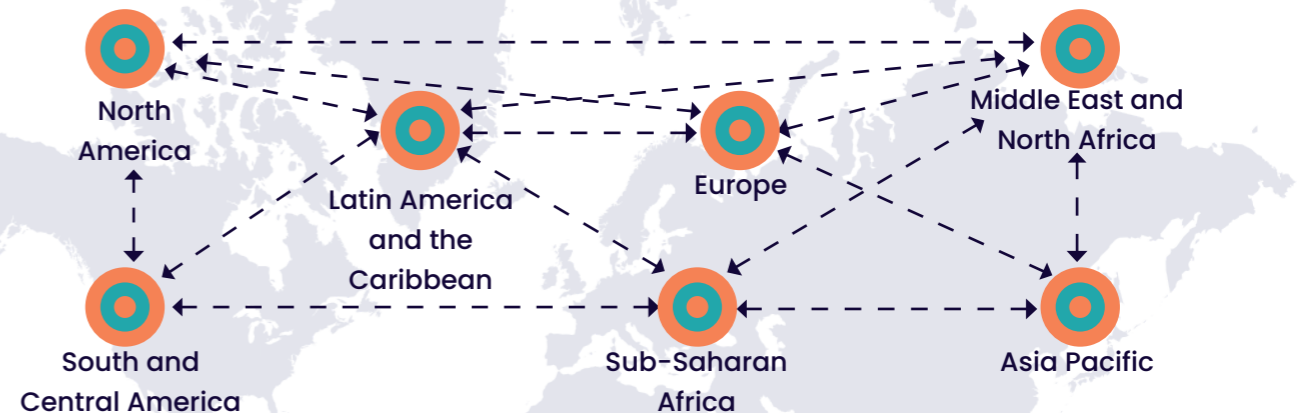 North
America
Middle East and
North Africa
Latin America
and the
Caribbean
Europe
South and
Central America
Sub-Saharan
Africa
Asia Pacific